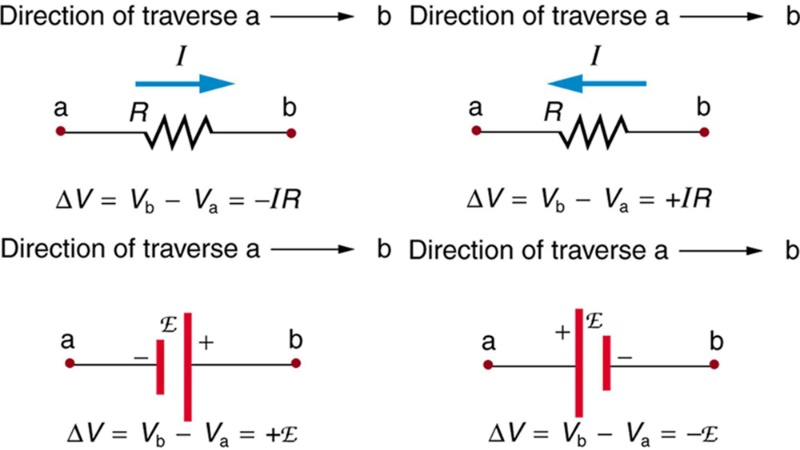 Direction of traverse a ⟶ b
I
a R b
ΔV = V_b − V_a = −IR
Direction of traverse a ⟶ b
I
a R b
ΔV = V_b − V_a = +IR
Direction of traverse a ⟶ b
a − ℰ + b
ΔV = V_b − V_a = +ℰ
Direction of traverse a ⟶ b
a + ℰ − b
ΔV = V_b − V_a = −ℰ